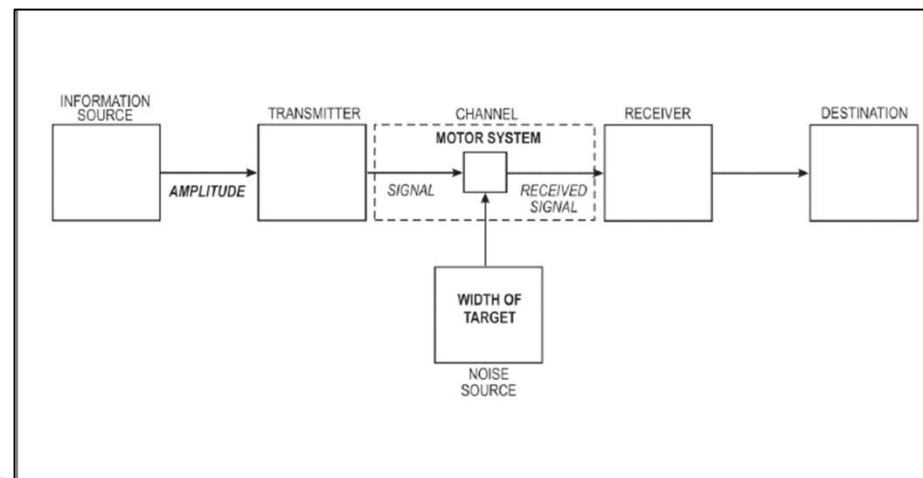 INFORMATION
SOURCE
TRANSMITTER
CHANNEL
RECEIVER
DESTINATION
MOTOR SYSTEM
AMPLITUDE
SIGNAL
RECEIVED
SIGNAL
WIDTH OF
TARGET
NOISE
SOURCE